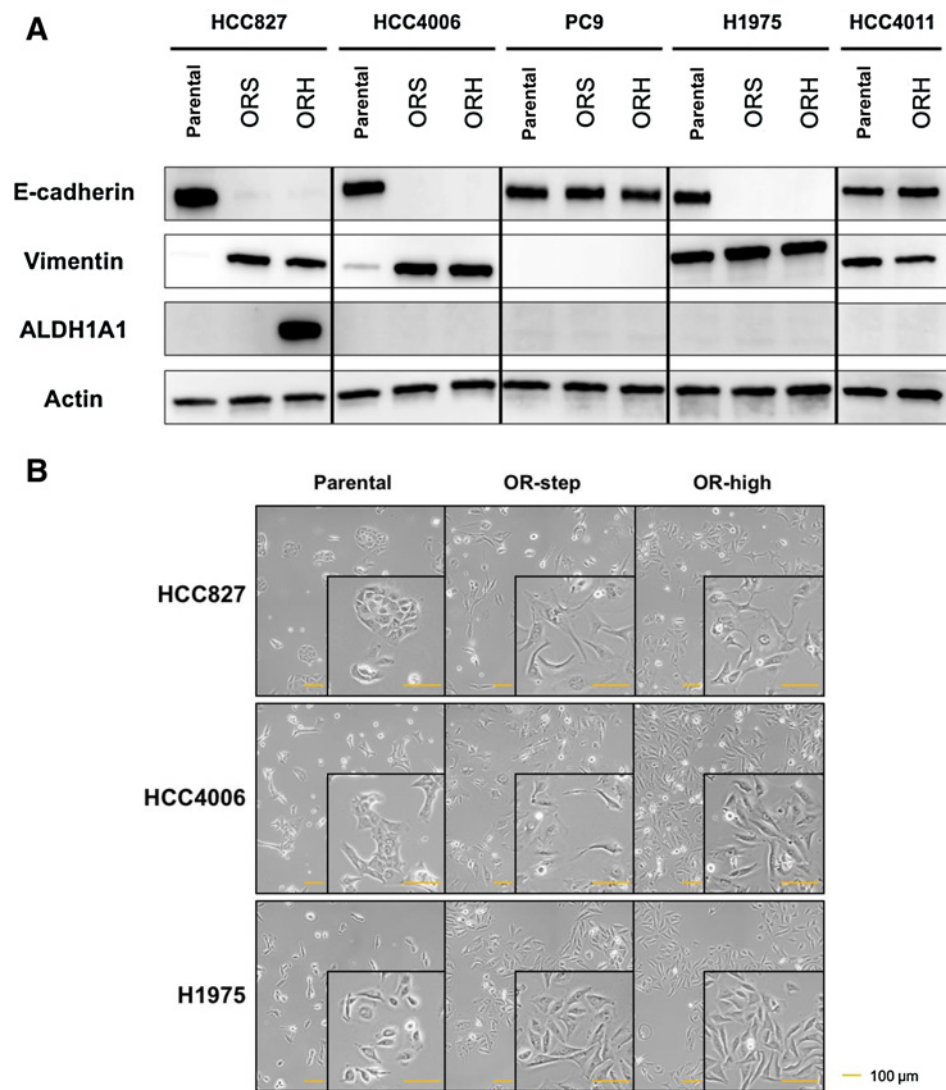 A
HCC827 HCC4006 PC9 H1975 HCC4011
Parental ORS ORH Parental ORS ORH Parental ORS ORH Parental ORS ORH Parental ORH
E-cadherin
Vimentin
ALDH1A1
Actin
B
Parental OR-step OR-high
HCC827
HCC4006
H1975
100 µm